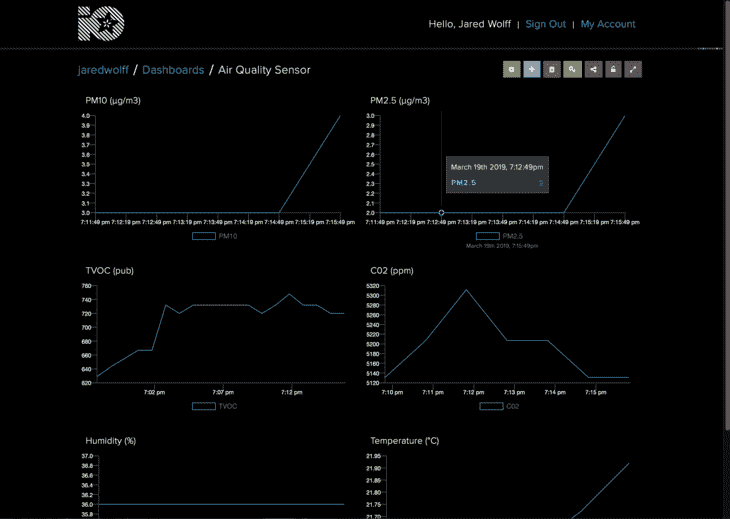 Hello, Jared Wolff | Sign Out | My Account
jaredwolff / Dashboards / Air Quality Sensor
PM10 (µg/m3)
4.0
3.9
3.8
3.7
3.6
3.5
3.4
3.3
3.2
3.1
3.0
7:11:49 pm 7:12:19 pm 7:12:49 pm 7:13:19 pm 7:13:49 pm 7:14:19 pm 7:14:49 pm 7:15:19 pm 7:15:49 pm
PM10
PM2.5 (µg/m3)
3.0
2.9
2.8
2.7
2.6
2.5
2.4
2.3
2.2
2.1
2.0
March 19th 2019, 7:12:49pm
PM2.5 2
7:11:49 pm 7:12:19 pm 7:12:49 pm 7:13:19 pm 7:13:49 pm 7:14:19 pm 7:14:49 pm 7:15:19 pm 7:15:49 pm
PM2.5
March 19th 2019, 7:15:49pm
TVOC (pub)
760
740
720
700
680
660
640
620
7:02 pm 7:07 pm 7:12 pm
TVOC
C02 (ppm)
5320
5300
5280
5260
5240
5220
5200
5180
5160
5140
5120
7:10 pm 7:11 pm 7:12 pm 7:13 pm 7:14 pm 7:15 pm
C02
Humidity (%)
37.0
36.8
36.6
36.4
36.2
36.0
35.8
Temperature (°C)
21.95
21.90
21.85
21.80
21.75
21.70